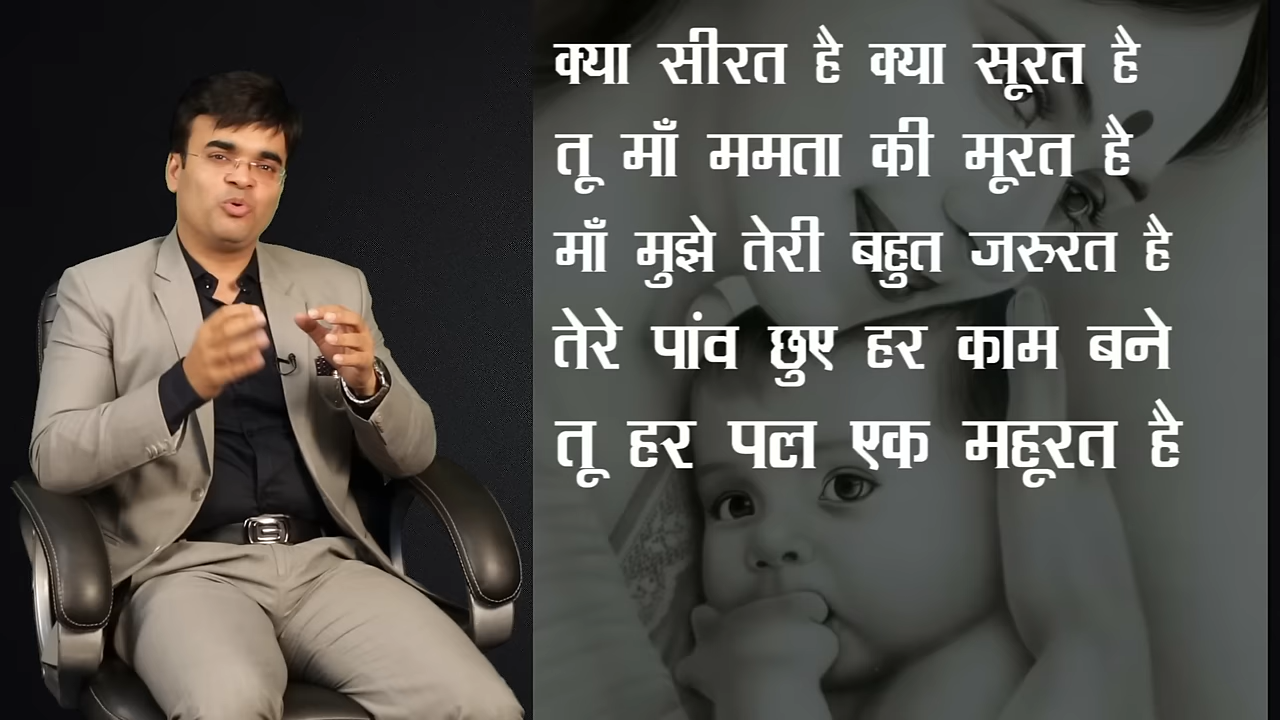 क्या सीरत है क्या सूरत है
तू माँ ममता की मूरत है
माँ मुझे तेरी बहुत जरुरत है
तेरे पांव छुए हर काम बने
तू हर पल एक महूरत है